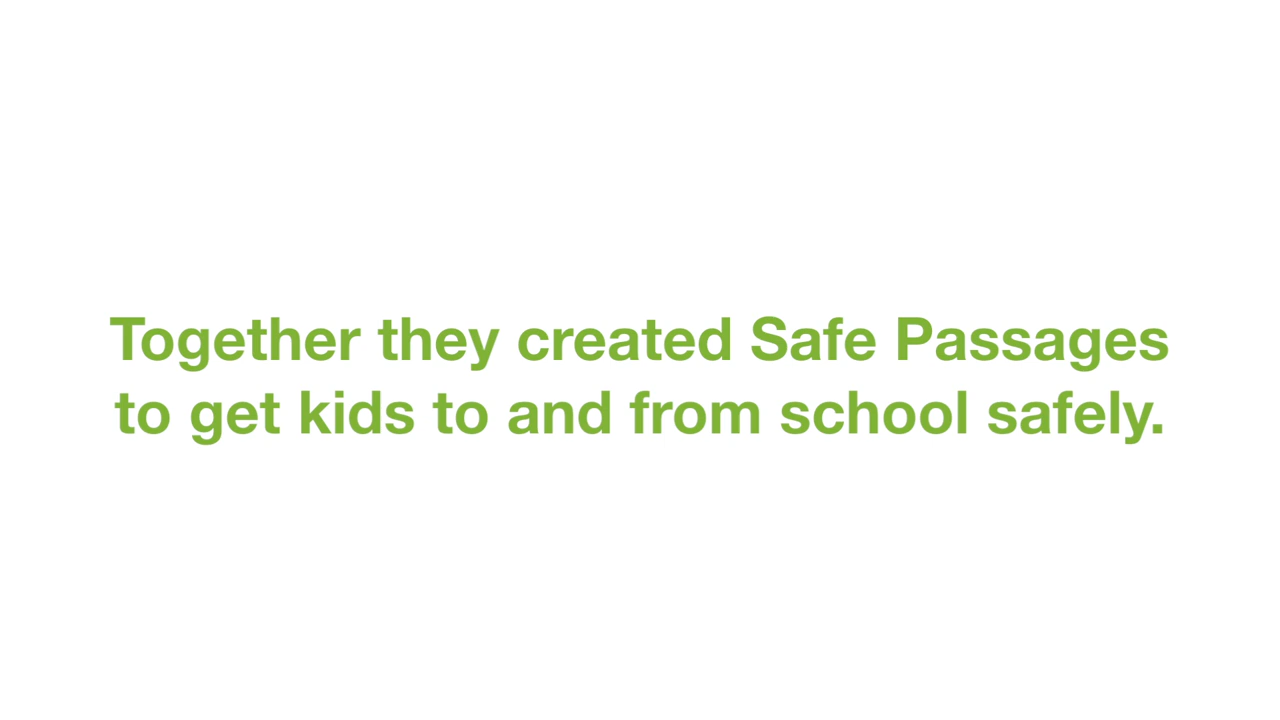 Together they created Safe Passages
to get kids to and from school safely.